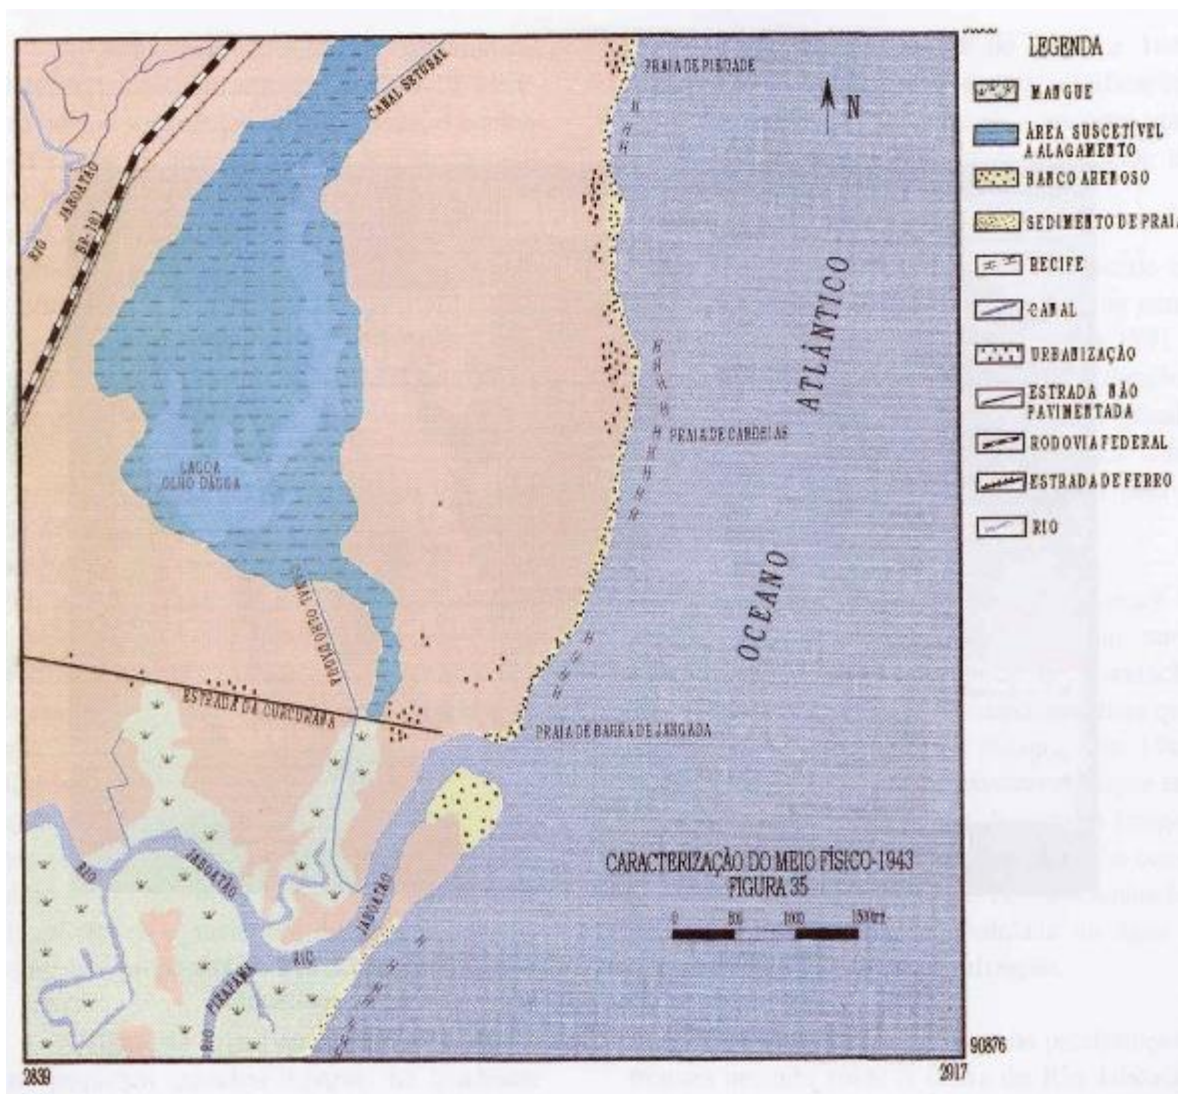 LEGENDA
MANGUE
ÁREA SUSCETÍVEL
A ALAGAMENTO
BANCO ARENOSO
SEDIMENTO DE PRAIA
RECIFE
CANAL
URBANIZAÇÃO
ESTRADA NÃO
PAVIMENTADA
RODOVIA FEDERAL
ESTRADA DE FERRO
RIO
PRAIA DE PIEDADE
N
CANAL SETUBAL
RIO JABOATÃO
BR-101
OCEANO ATLÂNTICO
PRAIA DE CANDEIAS
LAGOA
OLHO DÁGUA
CANAL OLHO DÁGUA
ESTRADA DA CURCURANA
PRAIA DE BARRA DE JANGADA
RIO JABOATÃO
RIO JABOATÃO
RIO PIRAPAMA
CARACTERIZAÇÃO DO MEIO FÍSICO-1943
FIGURA 35
0 500 1000 1500m
90876
2839 2917